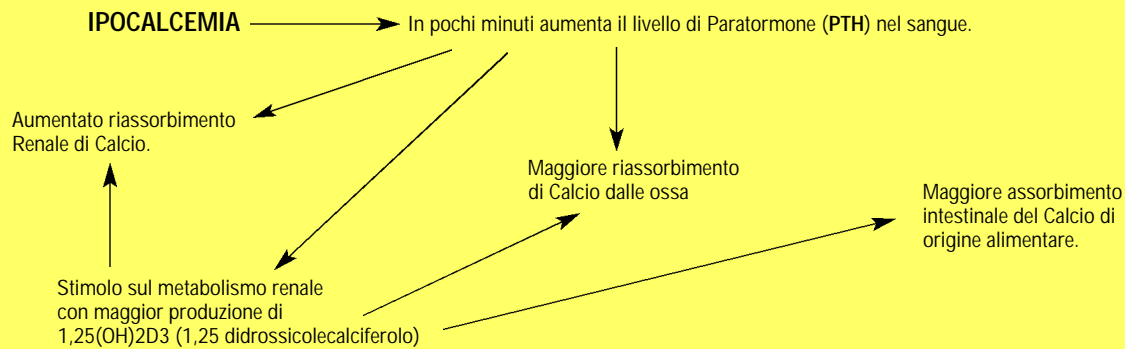 IPOCALCEMIA
In pochi minuti aumenta il livello di Paratormone (PTH) nel sangue.
Aumentato riassorbimento
Renale di Calcio.
Maggiore riassorbimento
di Calcio dalle ossa
Maggiore assorbimento
intestinale del Calcio di
origine alimentare.
Stimolo sul metabolismo renale
con maggior produzione di
1,25(OH)2D3 (1,25 didrossicolecalciferolo)